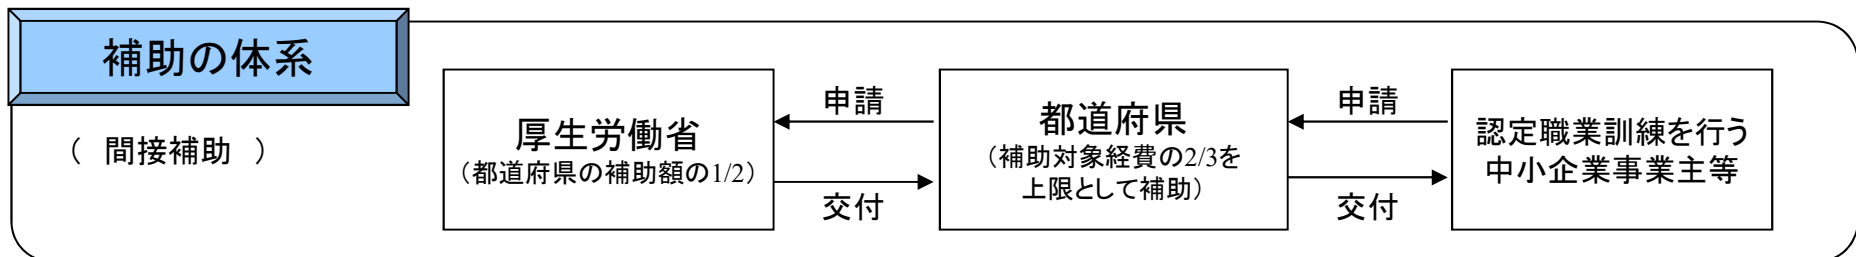 補助の体系
（ 間接補助 ）
厚生労働省
（都道府県の補助額の1/2）
申請
交付
都道府県
（補助対象経費の2/3を
上限として補助）
申請
交付
認定職業訓練を行う
中小企業事業主等